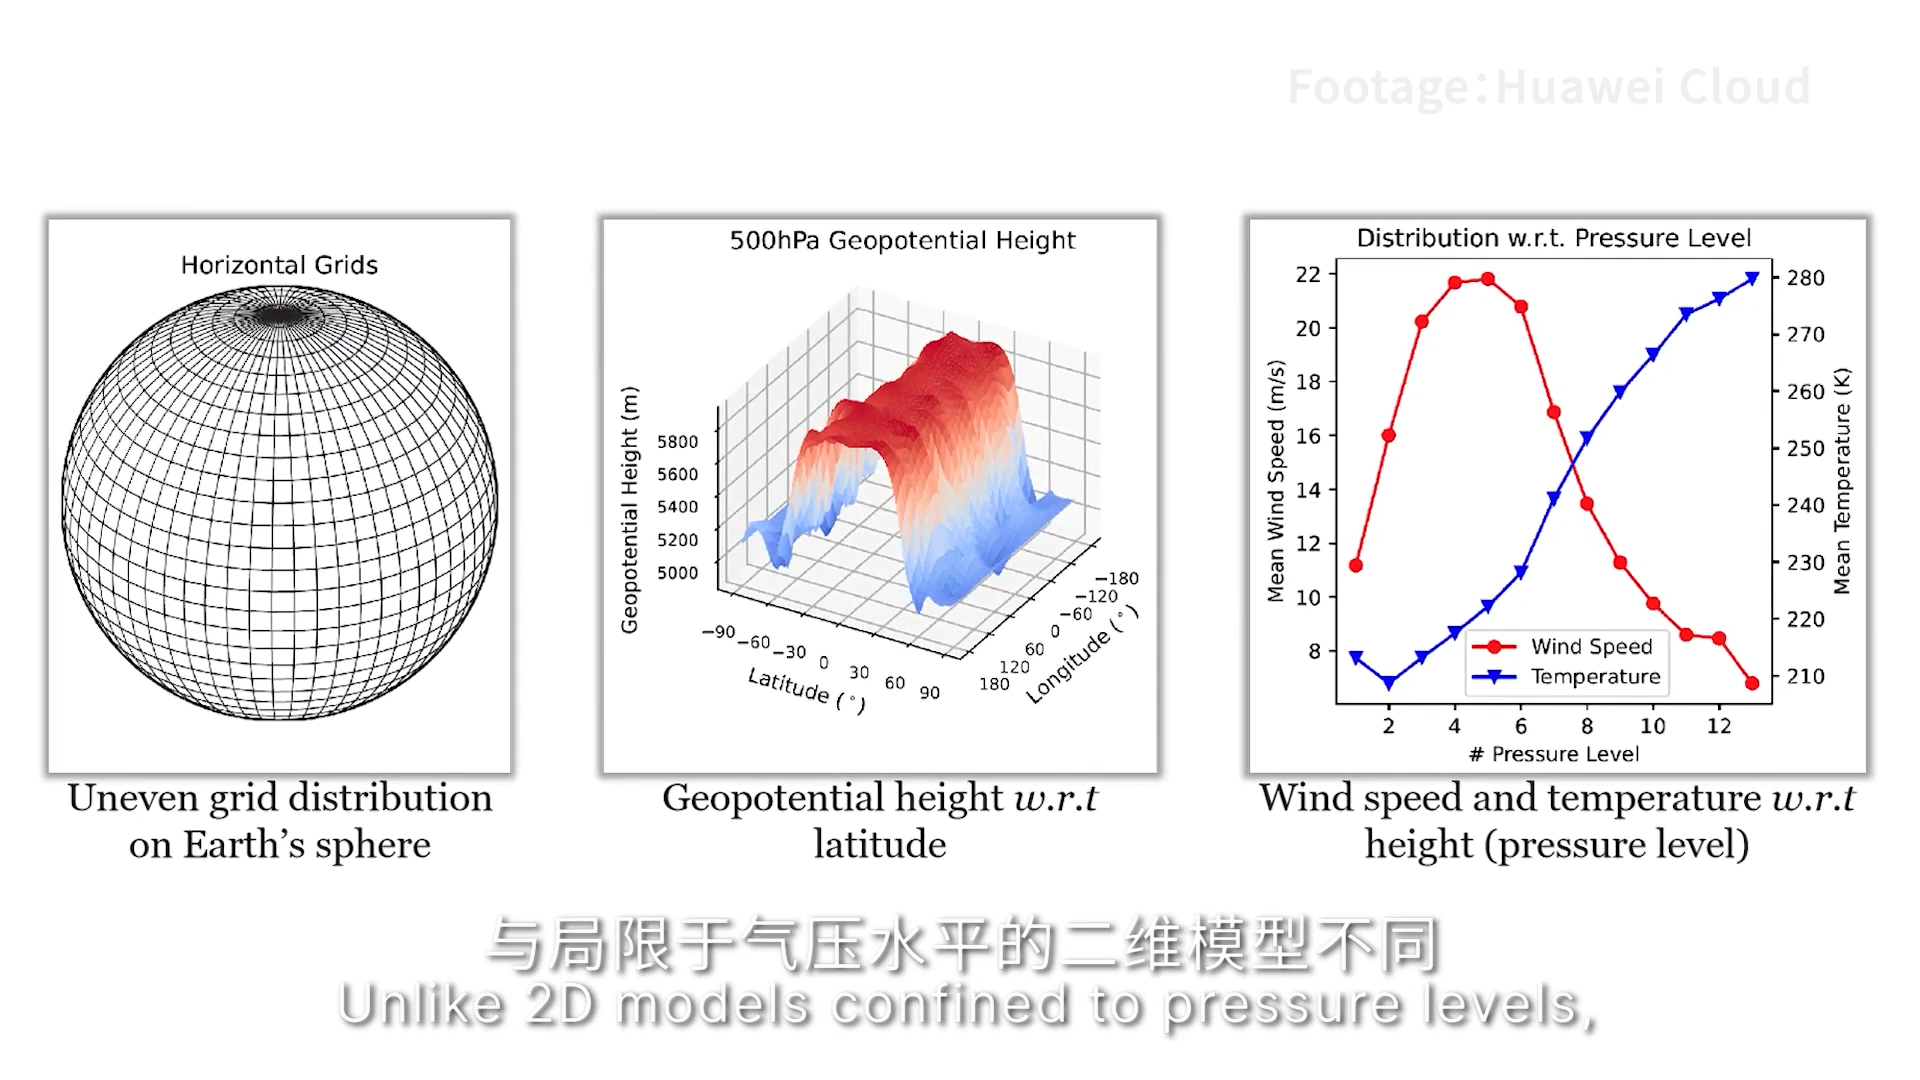 Footage：Huawei Cloud
Horizontal Grids
Uneven grid distribution
on Earth’s sphere
500hPa Geopotential Height
Geopotential Height (m)
5800
5600
5400
5200
5000
−90
−60
−30
0
30
60
90
Latitude (°)
−180
−120
−60
0
60
120
180
Longitude (°)
Geopotential height w.r.t
latitude
Distribution w.r.t. Pressure Level
Mean Wind Speed (m/s)
22
20
18
16
14
12
10
8
280
270
260
250
240
230
220
210
Mean Temperature (K)
Wind Speed
Temperature
2 4 6 8 10 12
# Pressure Level
Wind speed and temperature w.r.t
height (pressure level)
与局限于气压水平的二维模型不同
Unlike 2D models confined to pressure levels,